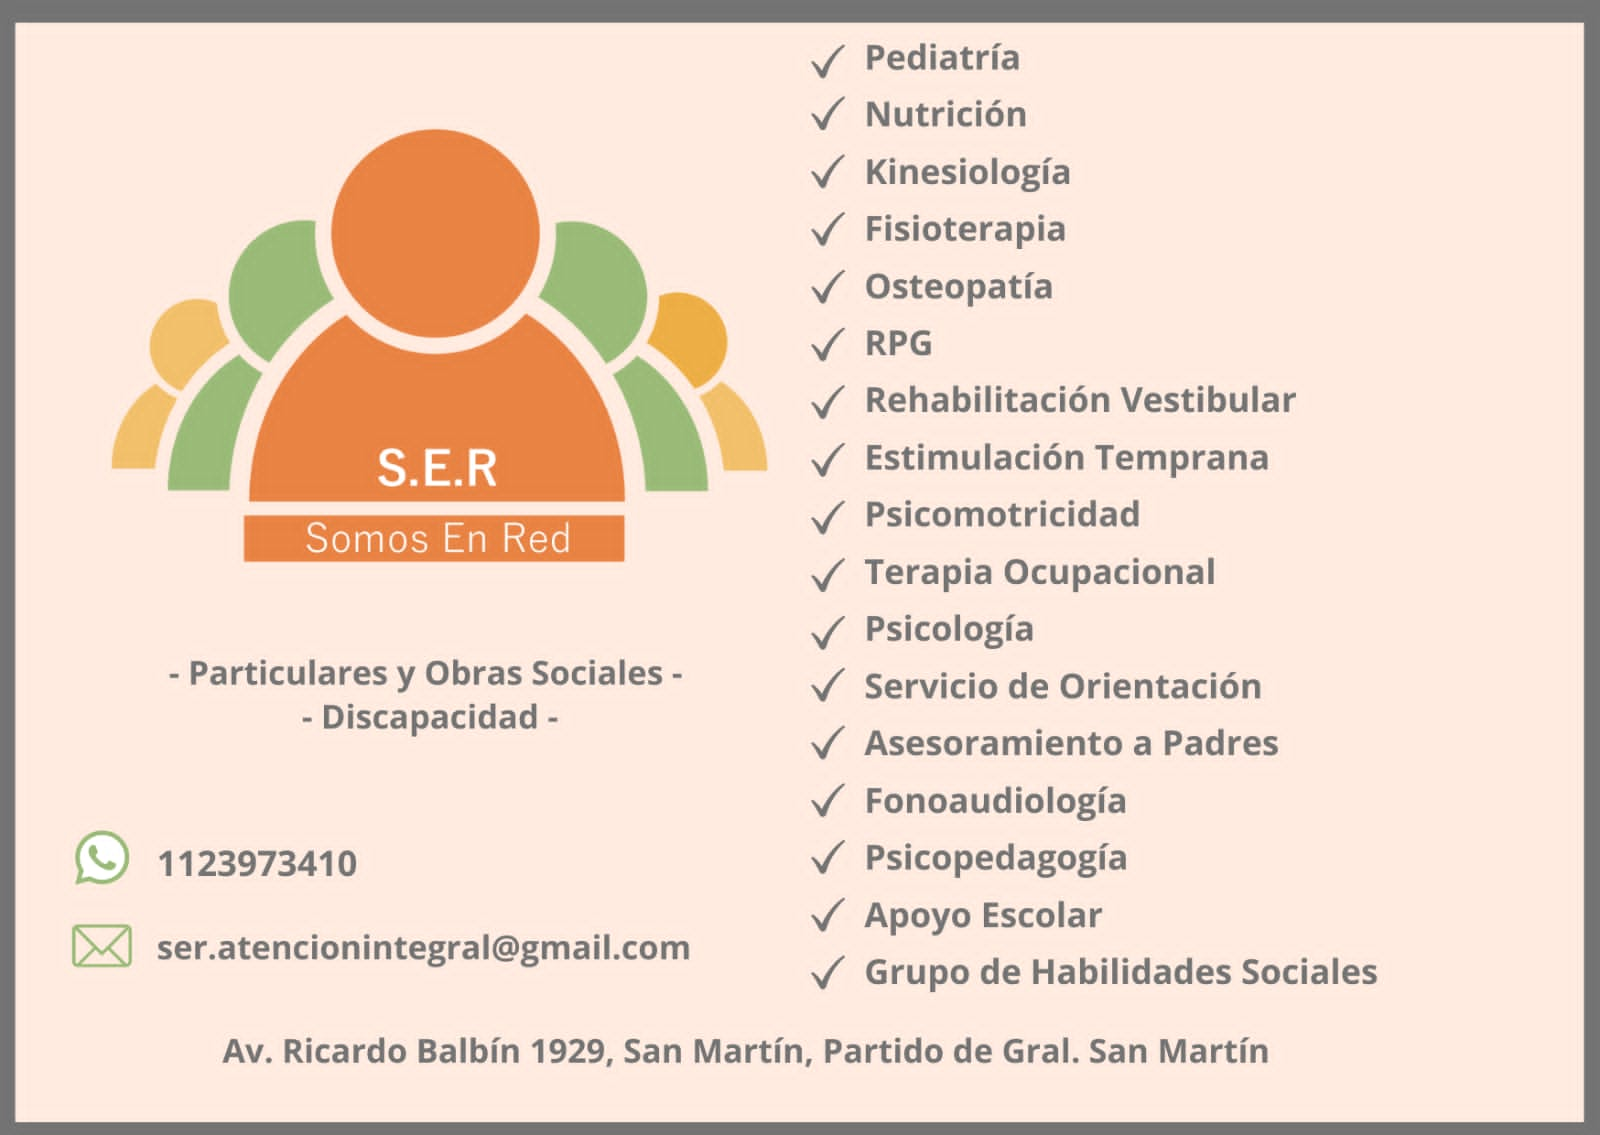 S.E.R
Somos En Red
- Particulares y Obras Sociales -
- Discapacidad -
1123973410
ser.atencionintegral@gmail.com
Pediatría
Nutrición
Kinesiología
Fisioterapia
Osteopatía
RPG
Rehabilitación Vestibular
Estimulación Temprana
Psicomotricidad
Terapia Ocupacional
Psicología
Servicio de Orientación
Asesoramiento a Padres
Fonoaudiología
Psicopedagogía
Apoyo Escolar
Grupo de Habilidades Sociales
Av. Ricardo Balbín 1929, San Martín, Partido de Gral. San Martín